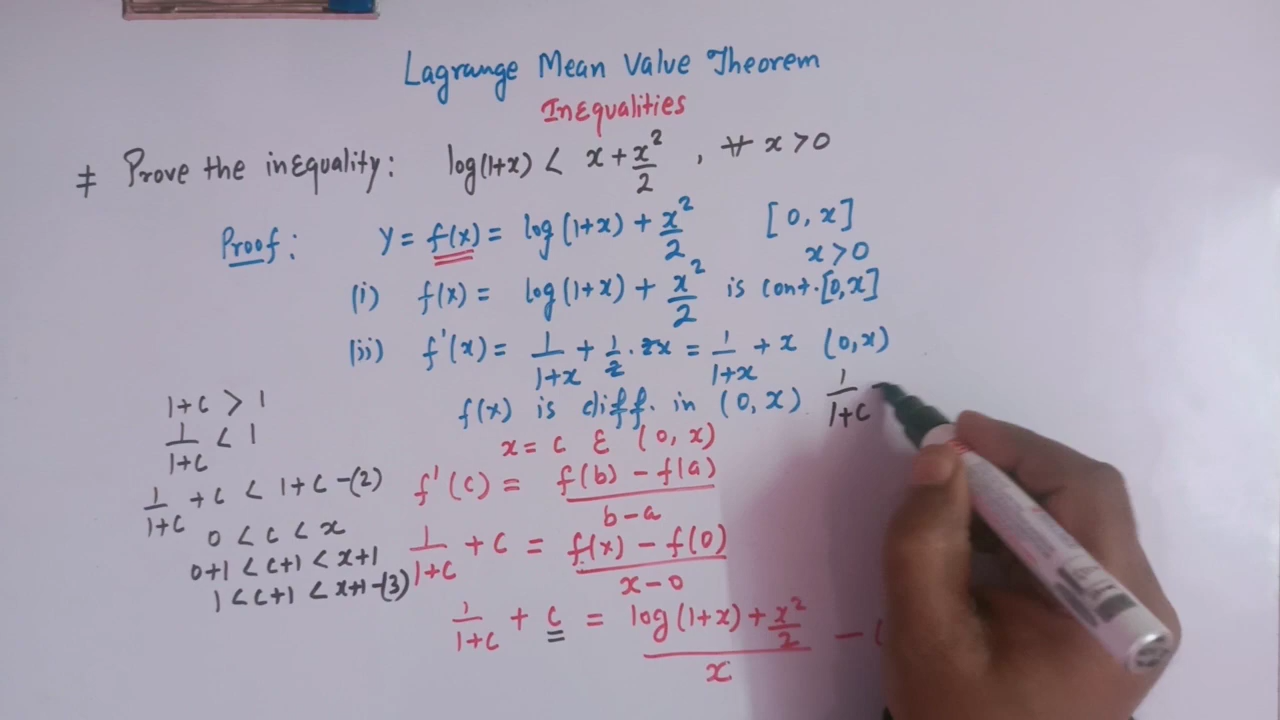 Lagrange Mean Value Theorem
Inequalities
# Prove the inequality: log(1+x) < x + x²/2 , ∀ x > 0
Proof: y = f(x) = log(1+x) + x²/2 [0, x]
x > 0
(i) f(x) = log(1+x) + x²/2 is cont. [0, x]
(ii) f'(x) = 1/(1+x) + 1/2 · 2x = 1/(1+x) + x (0, x)
f(x) is diff. in (0, x)
1/(1+c)
x = c ε (0, x)
f'(c) = (f(b) - f(a))/(b-a)
1/(1+c) + c = (f(x) - f(0))/(x-0)
1/(1+c) + c = (log(1+x) + x²/2)/x - (
1+c > 1
1/(1+c) < 1
1/(1+c) + c < 1+c -(2)
0 < c < x
0+1 < c+1 < x+1
1 < c+1 < x+1 -(3)